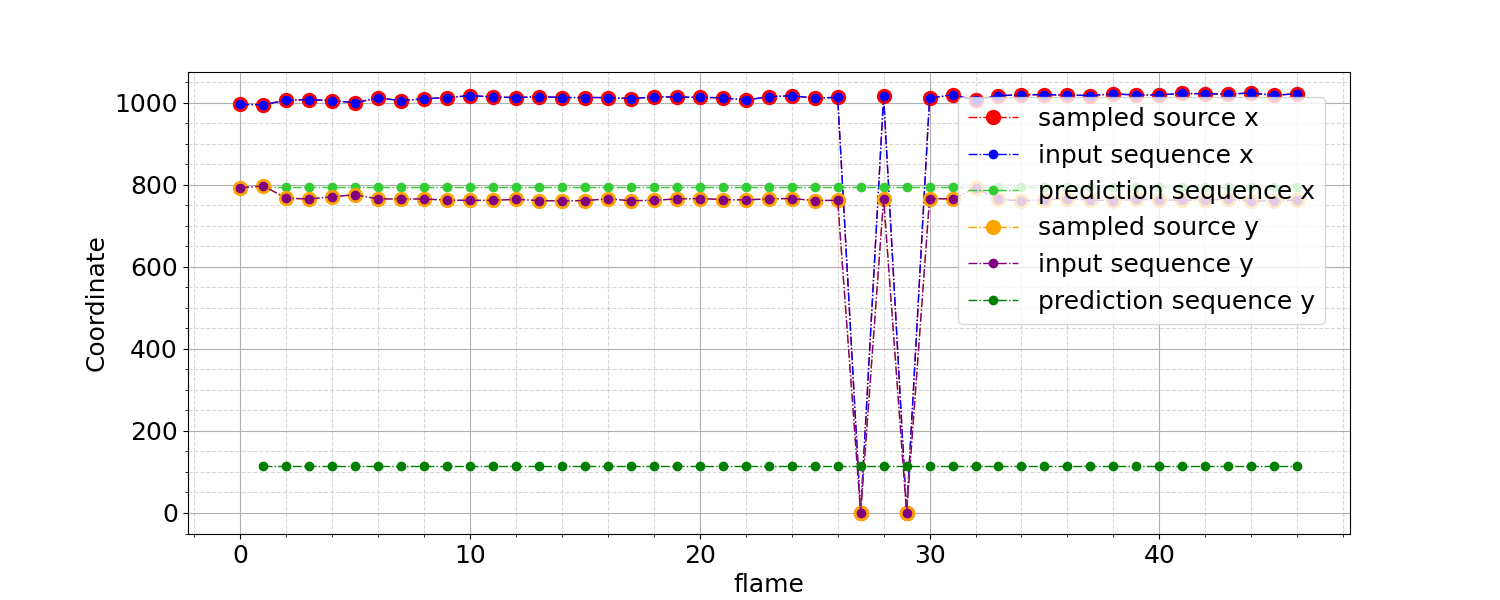 1000
800
600
400
200
0
Coordinate
sampled source x
input sequence x
prediction sequence x
sampled source y
input sequence y
prediction sequence y
0 10 20 30 40
flame